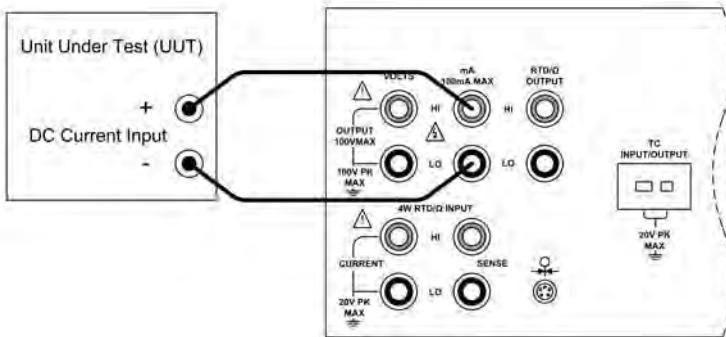 Unit Under Test (UUT)
+
DC Current Input
-
VOLTS
mA
100mA MAX
RTD/Ω
OUTPUT
HI
HI
OUTPUT
100VMAX
LO
LO
100V PK
MAX
TC
INPUT/OUTPUT
20V PK
MAX
4W RTD/Ω INPUT
HI
CURRENT
SENSE
LO
20V PK
MAX